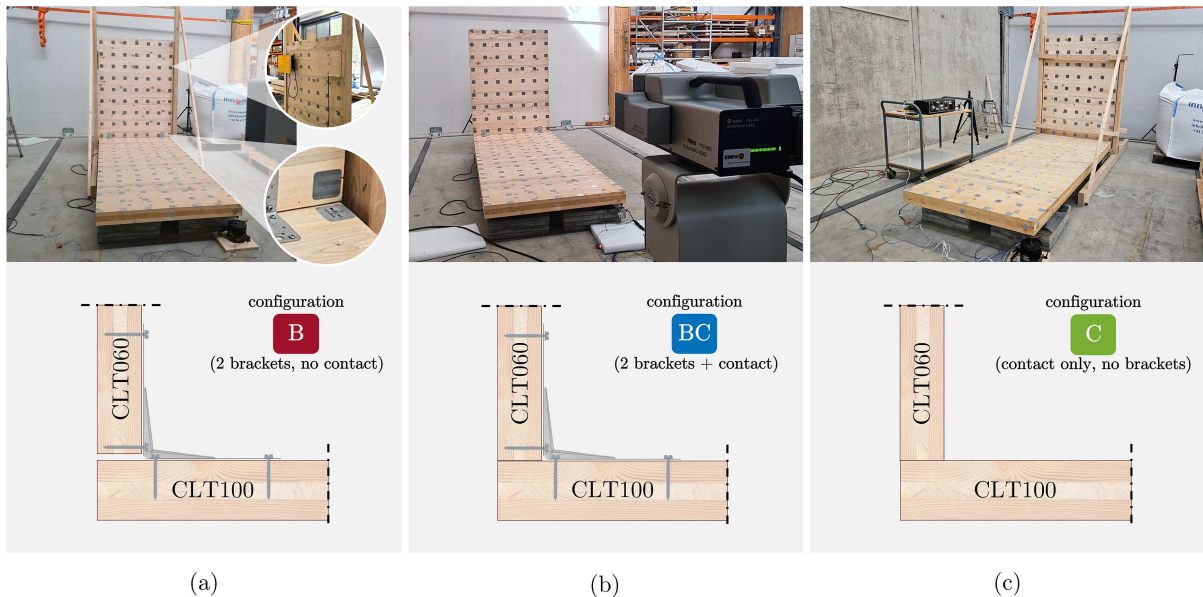 configuration
B
(2 brackets, no contact)
CLT060
CLT100
configuration
BC
(2 brackets + contact)
CLT060
CLT100
configuration
C
(contact only, no brackets)
CLT060
CLT100
EMPA
(a)
(b)
(c)